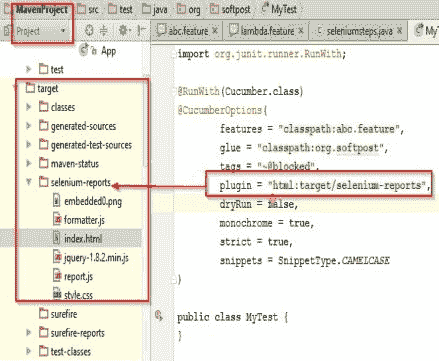 MavenProject
src
test
java
org
softpost
MyTest
Project
abc.feature
lambda.feature
seleniumsteps.java
MyTest
App
test
target
classes
generated-sources
generated-test-sources
maven-status
selenium-reports
embedded0.png
formatter.js
index.html
jquery-1.8.2.min.js
report.js
style.css
surefire
surefire-reports
test-classes
import org.junit.runner.RunWith;
@RunWith(Cucumber.class)
@CucumberOptions(
features = "classpath:abc.feature",
glue = "classpath:org.softpost",
tags = "~@blocked",
plugin = "html:target/selenium-reports",
dryRun = false,
monochrome = true,
strict = true,
snippets = SnippetType.CAMELCASE
)
public class MyTest {
}